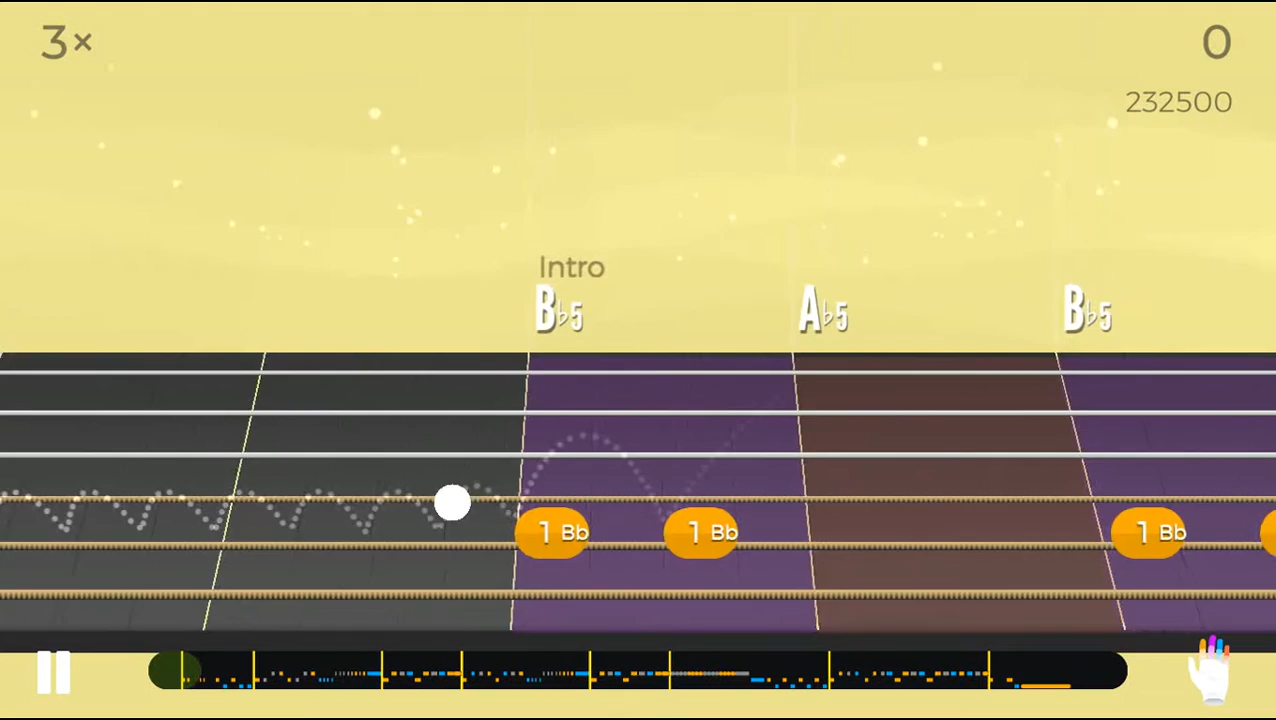 3×
0
232500
Intro
B♭5 A♭5 B♭5
1 Bb 1 Bb 1 Bb